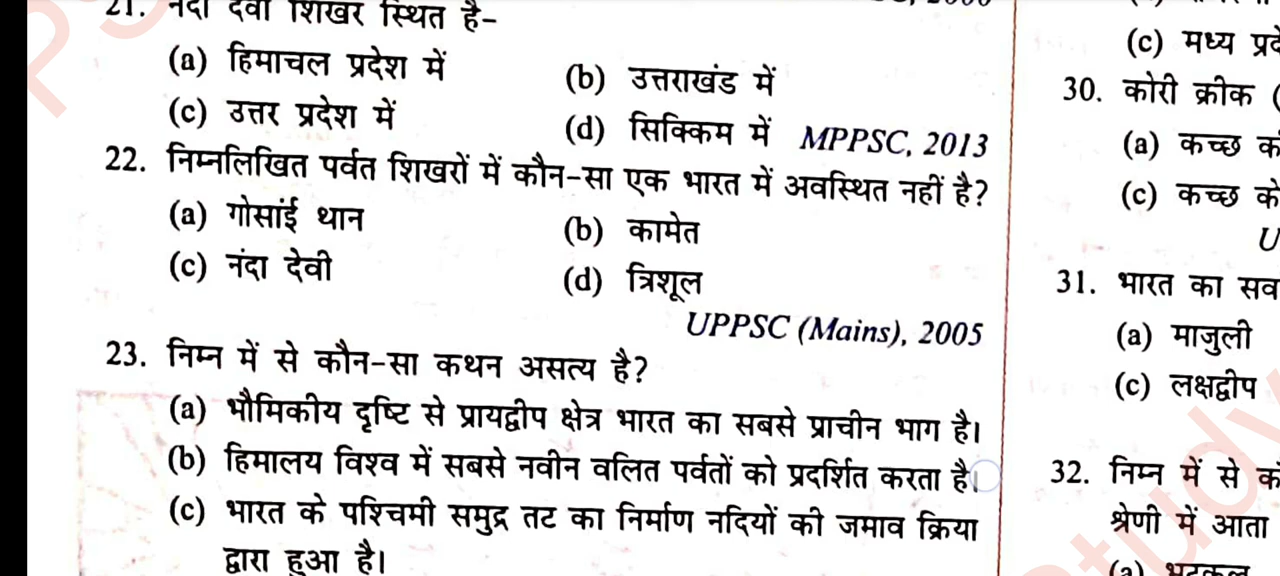 21. नंदा देवी शिखर स्थित है–
(a) हिमाचल प्रदेश में
(b) उत्तराखंड में
(c) उत्तर प्रदेश में
(d) सिक्किम में MPPSC, 2013
22. निम्नलिखित पर्वत शिखरों में कौन-सा एक भारत में अवस्थित नहीं है?
(a) गोसांई थान
(b) कामेत
(c) नंदा देवी
(d) त्रिशूल
UPPSC (Mains), 2005
23. निम्न में से कौन-सा कथन असत्य है?
(a) भौमिकीय दृष्टि से प्रायद्वीप क्षेत्र भारत का सबसे प्राचीन भाग है।
(b) हिमालय विश्व में सबसे नवीन वलित पर्वतों को प्रदर्शित करता है।
(c) भारत के पश्चिमी समुद्र तट का निर्माण नदियों की जमाव क्रिया
द्वारा हुआ है।
(c) मध्य
30. कोरी क्रीक (
(a) कच्छ
(c) कच्छ
U
31. भारत का
(a) माजुली
(c) लक्षद्वीप
32. निम्न में से
श्रेणी में आता
(a) भटकल